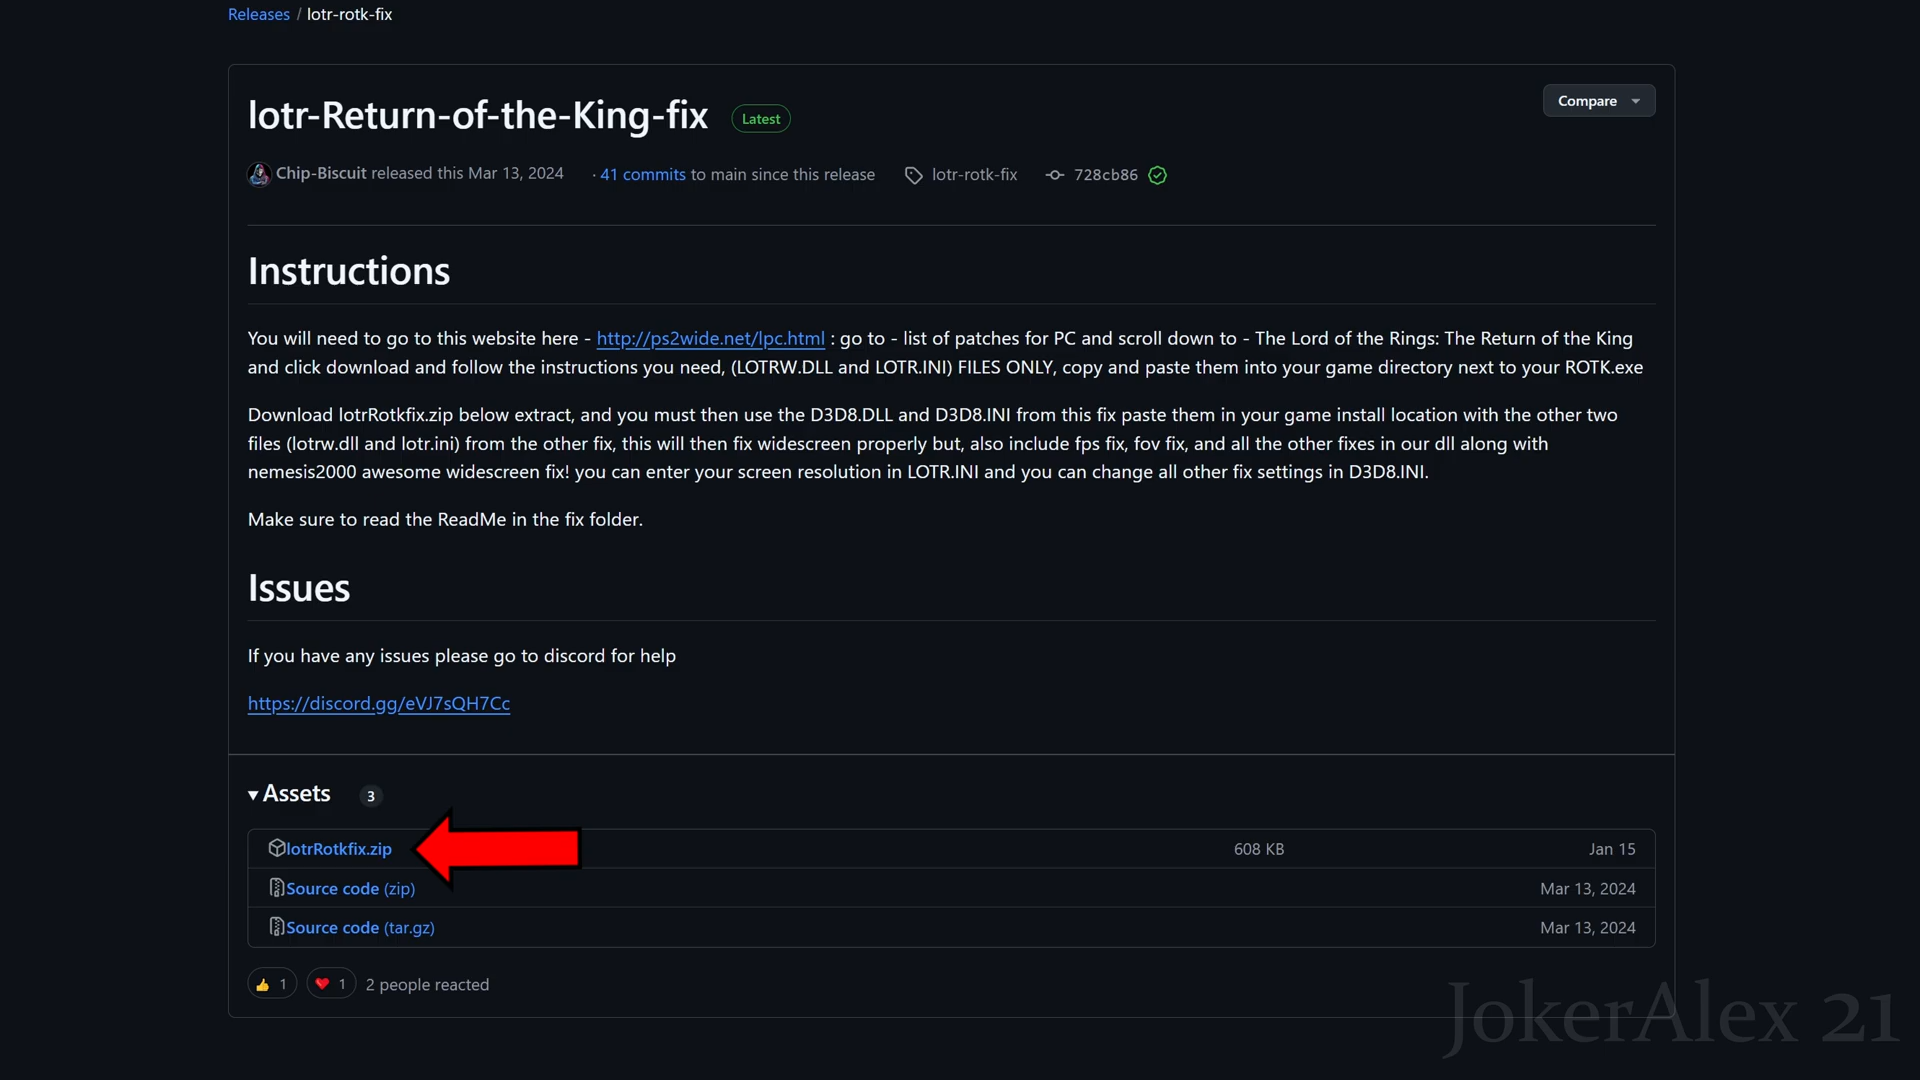 Releases / lotr-rotk-fix
lotr-Return-of-the-King-fix Latest
Compare
Chip-Biscuit released this Mar 13, 2024 · 41 commits to main since this release lotr-rotk-fix 728cb86
Instructions
You will need to go to this website here - http://ps2wide.net/lpc.html : go to - list of patches for PC and scroll down to - The Lord of the Rings: The Return of the King
and click download and follow the instructions you need, (LOTRW.DLL and LOTR.INI) FILES ONLY, copy and paste them into your game directory next to your ROTK.exe
Download lotrRotkfix.zip below extract, and you must then use the D3D8.DLL and D3D8.INI from this fix paste them in your game install location with the other two
files (lotrw.dll and lotr.ini) from the other fix, this will then fix widescreen properly but, also include fps fix, fov fix, and all the other fixes in our dll along with
nemesis2000 awesome widescreen fix! you can enter your screen resolution in LOTR.INI and you can change all other fix settings in D3D8.INI.
Make sure to read the ReadMe in the fix folder.
Issues
If you have any issues please go to discord for help
https://discord.gg/eVJ7sQH7Cc
Assets 3
lotrRotkfix.zip 608 KB Jan 15
Source code (zip) Mar 13, 2024
Source code (tar.gz) Mar 13, 2024
👍 1 ❤️ 1 2 people reacted
JokerAlex 21